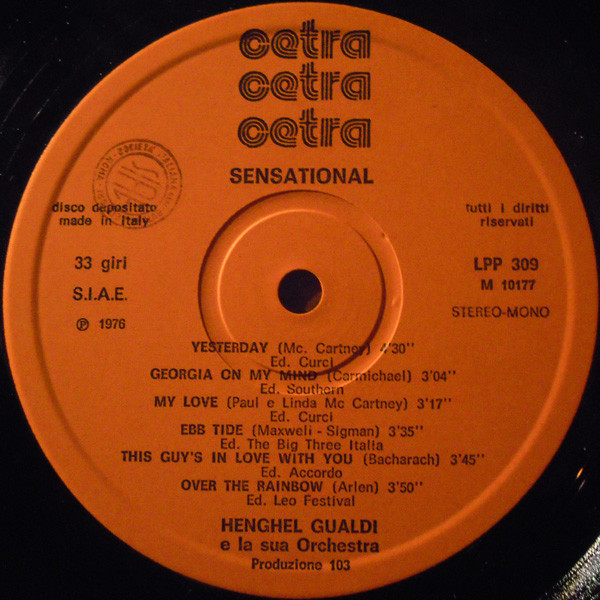 cetra
cetra
cetra
SENSATIONAL
disco depositato
made in Italy
tutti i diritti
riservati
33 giri
S.I.A.E.
℗ 1976
LPP 309
M 10177
STEREO-MONO
YESTERDAY (Mc. Cartney) 4'30''
Ed. Curci
GEORGIA ON MY MIND (Carmichael) 3'04''
Ed. Southern
MY LOVE (Paul e Linda Mc Cartney) 3'17''
Ed. Curci
EBB TIDE (Maxwell - Sigman) 3'35''
Ed. The Big Three Italia
THIS GUY'S IN LOVE WITH YOU (Bacharach) 3'45''
Ed. Accordo
OVER THE RAINBOW (Arlen) 3'50''
Ed. Leo Festival
HENGHEL GUALDI
e la sua Orchestra
Produzione 103